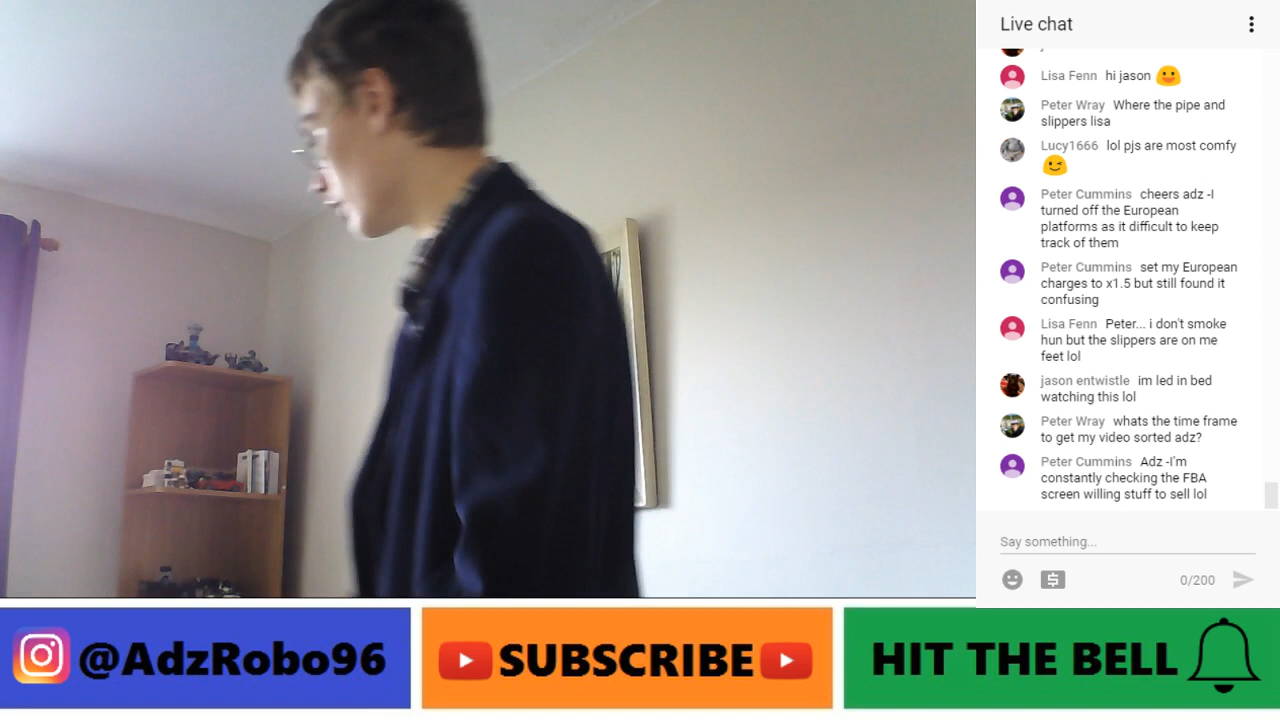 Live chat
Lisa Fenn hi jason
Peter Wray Where the pipe and
slippers lisa
Lucy1666 lol pjs are most comfy
Peter Cummins cheers adz -I
turned off the European
platforms as it difficult to keep
track of them
Peter Cummins set my European
charges to x1.5 but still found it
confusing
Lisa Fenn Peter... i don't smoke
hun but the slippers are on me
feet lol
jason entwistle im led in bed
watching this lol
Peter Wray whats the time frame
to get my video sorted adz?
Peter Cummins Adz -I'm
constantly checking the FBA
screen willing stuff to sell lol
Say something...
0/200
@AdzRobo96
SUBSCRIBE
HIT THE BELL